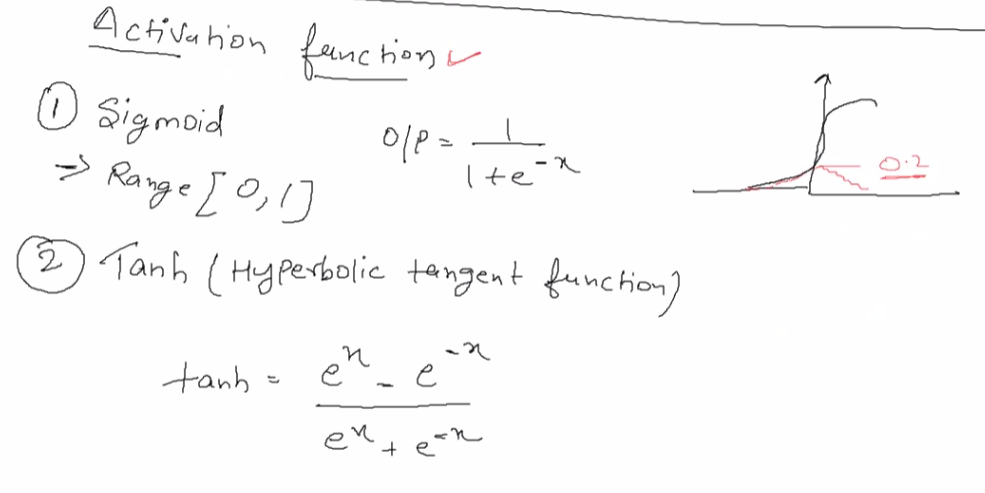 Activation function ✓
① Sigmoid
O/P = 1 / (1 + e^-x)
→ Range [0, 1]
0.2
② Tanh (Hyperbolic tangent function)
tanh = (e^x - e^-x) / (e^x + e^-x)